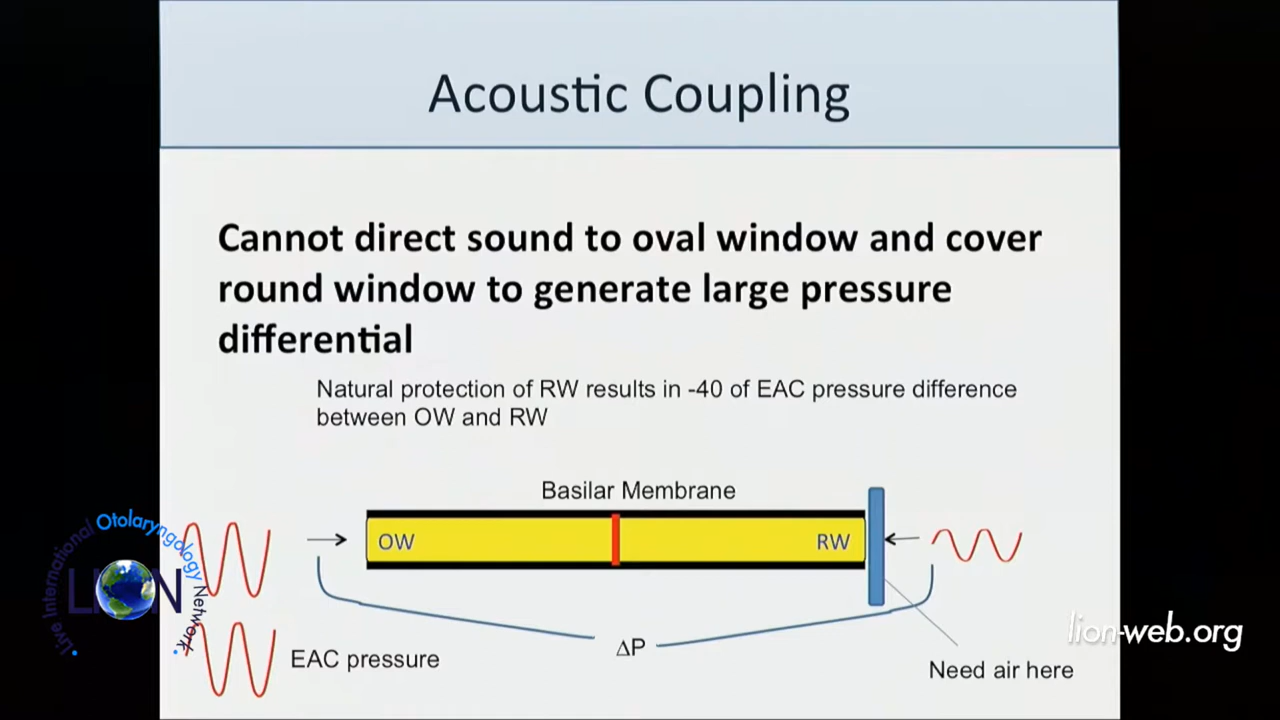 Acoustic Coupling
Cannot direct sound to oval window and cover
round window to generate large pressure
differential
Natural protection of RW results in -40 of EAC pressure difference
between OW and RW
Basilar Membrane
OW
RW
Live International Otolaryngology Network
LION
EAC pressure
ΔP
Need air here
lion-web.org